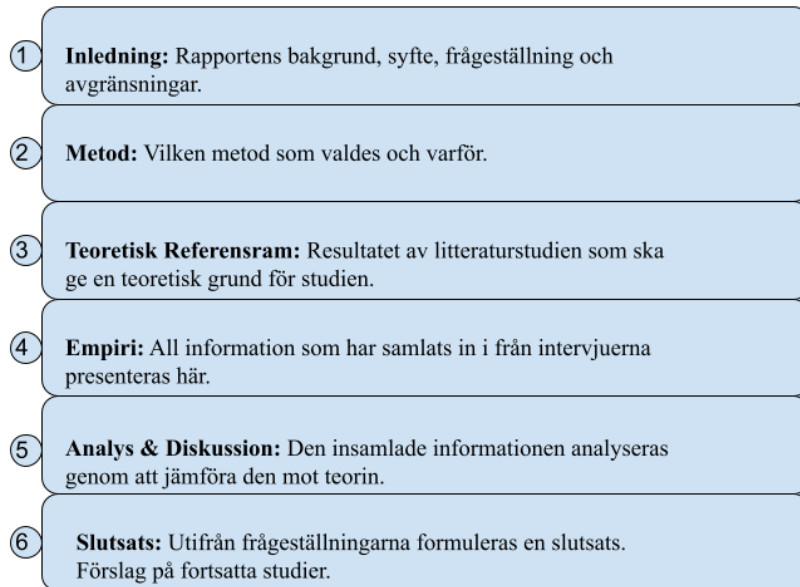 1 Inledning: Rapportens bakgrund, syfte, frågeställning och
avgränsningar.
2 Metod: Vilken metod som valdes och varför.
3 Teoretisk Referensram: Resultatet av litteraturstudien som ska
ge en teoretisk grund för studien.
4 Empiri: All information som har samlats in i från intervjuerna
presenteras här.
5 Analys & Diskussion: Den insamlade informationen analyseras
genom att jämföra den mot teorin.
6 Slutsats: Utifrån frågeställningarna formuleras en slutsats.
Förslag på fortsatta studier.